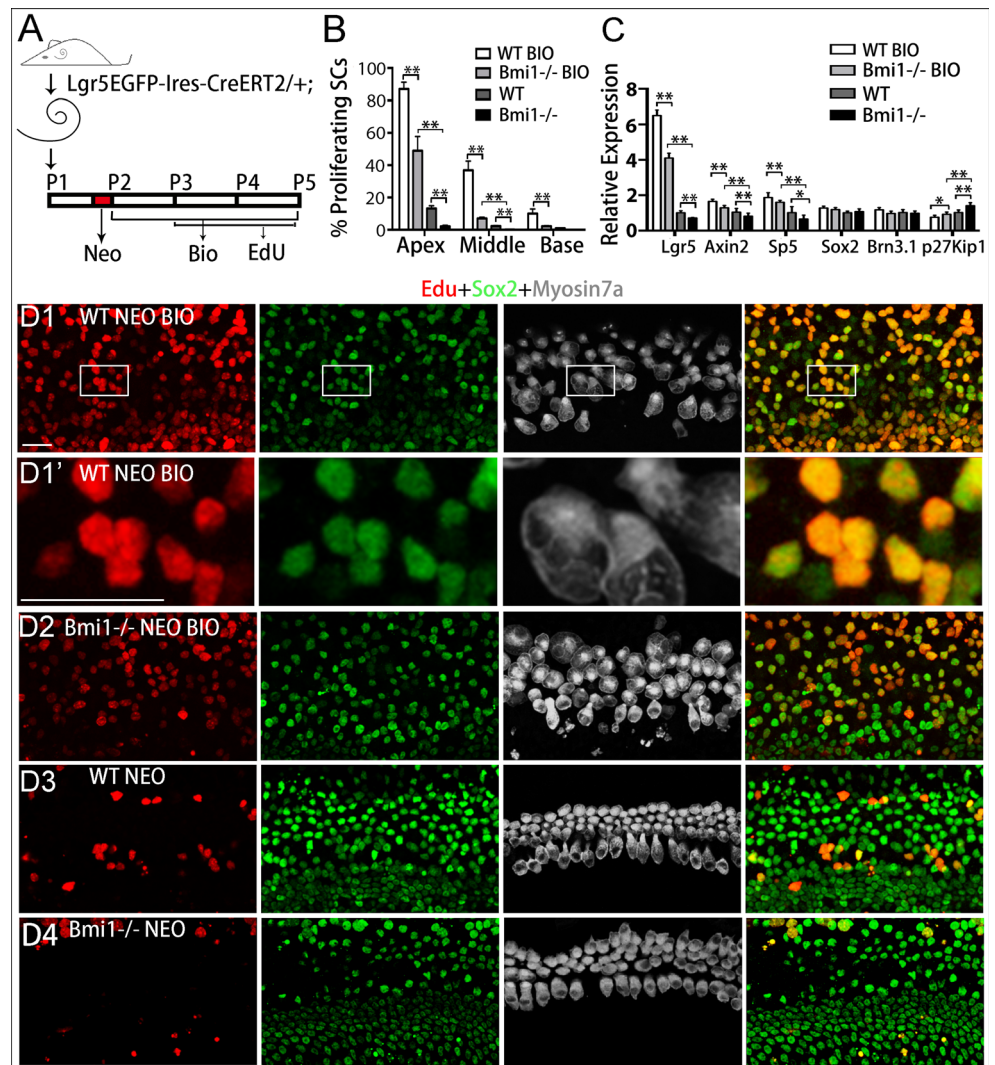 A
Lgr5EGFP-Ires-CreERT2/+;
P1 P2 P3 P4 P5
Neo Bio EdU
B
WT BIO
Bmi1-/- BIO
WT
Bmi1-/-
% Proliferating SCs
100
80
60
40
20
0
** ** ** ** ** ** **
Apex Middle Base
C
WT BIO
Bmi1-/- BIO
WT
Bmi1-/-
Relative Expression
8
6
4
2
0
** ** ** ** ** ** ** ** * * ** **
Lgr5 Axin2 Sp5 Sox2 Brn3.1 p27Kip1
Edu+Sox2+Myosin7a
D1 WT NEO BIO
D1’ WT NEO BIO
D2 Bmi1-/- NEO BIO
D3 WT NEO
D4 Bmi1-/- NEO